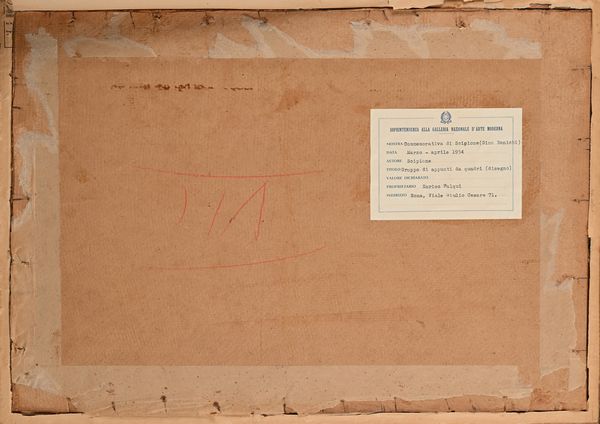 SOPRINTENDENZA ALLA GALLERIA NAZIONALE D'ARTE MODERNA
MOSTRA Commemorativa di Scipione(Gino Bonichi)
DATA Marzo - aprile 1954
AUTORE Scipione
TITOLO Gruppo di appunti da quadri (disegno)
VALORE DICHIARATO
PROPRIETARIO Enrico Falqui
INDIRIZZO Roma, Viale Giulio Cesare 71.